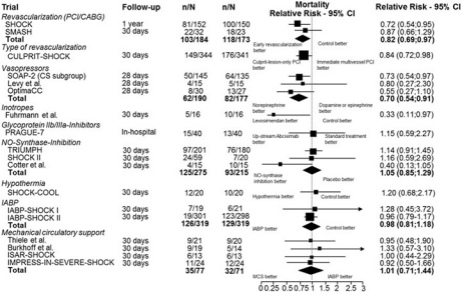 Trial Follow-up n/N n/N Mortality Relative Risk - 95% CI Relative Risk - 95% CI
Revascularization (PCI/CABG)
SHOCK 1 year 81/152 100/150 0.72 (0.54;0.95)
SMASH 30 days 22/32 18/23 0.87 (0.66;1.29)
Total 103/184 118/173 0.82 (0.69;0.97)
Early revascularization better Control better
Type of revascularization
CULPRIT-SHOCK 30 days 149/344 176/341 0.84 (0.72;0.98)
Culprit-lesion-only PCI better Immediate multivessel PCI better
Vasopressors
SOAP-2 (CS subgroup) 28 days 50/145 64/135 0.75 (0.55;0.93)
Levy et al. 28 days 4/15 5/15 0.80 (0.27;2.30)
OptimaCC 28 days 8/30 13/27 0.55 (0.27;1.10)
Total 62/190 82/177 0.70 (0.54;0.91)
Norepinephrine better Dopamine or epinephrine better
Inotropes
Fuhrmann et al. 30 days 5/16 10/16 0.33 (0.11;0.97)
Levosimendan better Control better
Glycoprotein IIb/IIIa-Inhibitors
PRAGUE-7 In-hospital 15/40 13/40 1.15 (0.59;2.27)
Up-stream-Abciximab better Standard treatment better
NO-Synthase-Inhibition
TRIUMPH 30 days 97/201 76/180 1.14 (0.91;1.45)
SHOCK II 30 days 24/59 7/20 1.16 (0.59;2.69)
Cotter et al. 30 days 4/15 10/15 0.40 (0.13;1.05)
Total 125/275 93/215 1.05 (0.85;1.29)
NO-synthase inhibition better Placebo better
Hypothermia
SHOCK-COOL 30 days 12/20 10/20 1.20 (0.68;2.17)
Hypothermia better Control better
IABP
IABP-SHOCK I 30 days 7/19 6/21 1.28 (0.45;3.72)
IABP-SHOCK II 30 days 119/301 123/298 0.96 (0.79;1.17)
Total 126/319 129/319 0.98 (0.81;1.18)
IABP better Control better
Mechanical circulatory support
Thiele et al. 30 days 9/21 9/20 0.95 (0.48;1.90)
Burkhoff et al. 30 days 9/19 5/14 1.33 (0.57;3.10)
ISAR-SHOCK 30 days 6/13 6/13 1.00 (0.44;2.29)
IMPRESS-IN-SEVERE-SHOCK 30 days 11/24 12/24 0.92 (0.50;1.66)
Total 35/77 32/71 1.01 (0.71;1.44)
MCS better IABP better
0 0.25 0.5 0.75 1 1.5 2 2.5 3